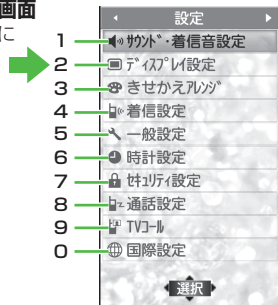 画面
に
設定
1 ｻｳﾝﾄﾞ・着信音設定
2 ﾃﾞｨｽﾌﾟﾚｲ設定
3 きせかえｱﾚﾝｼﾞ
4 着信設定
5 一般設定
6 時計設定
7 ｾｷｭﾘﾃｨ設定
8 通話設定
9 TVｺｰﾙ
0 国際設定
選択